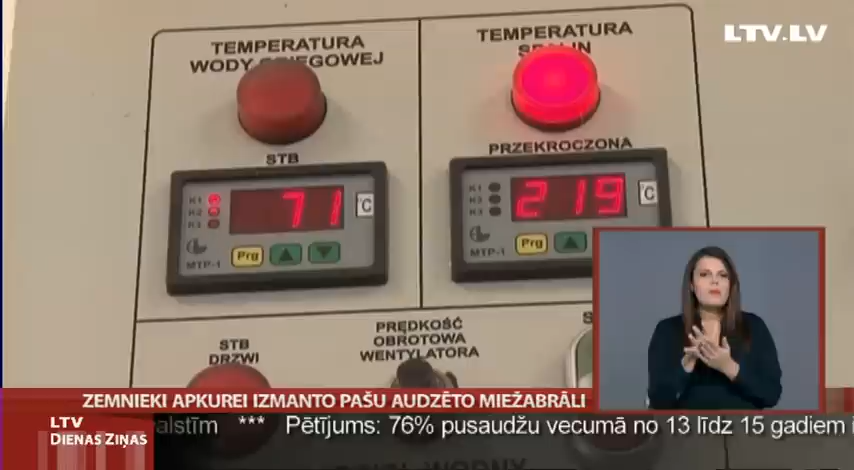 LTV.LV
TEMPERATURA
WODY
TEMPERATURA
STB
PRZEKROCZONA
K1
K2
K3
71
°C
Prg
MTP-1
K1
K2
K3
219
°C
Prg
MTP-1
STB
DRZWI
PRĘDKOŚĆ
OBROTOWA
WENTYLATORA
ZEMNIEKI APKUREI IZMANTO PAŠU AUDZĒTO MIEŽABRĀLI
LTV
DIENAS ZIŅAS
alstīm *** Pētījums: 76% pusaudžu vecumā no 13 līdz 15 gadiem